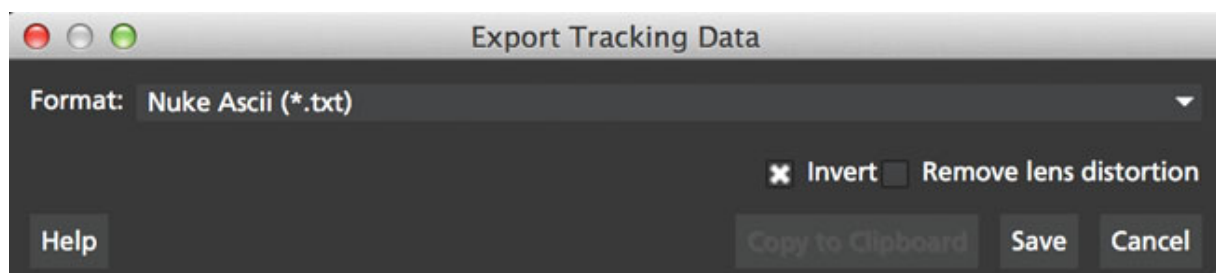 Export Tracking Data
Format: Nuke Ascii (*.txt)
Invert Remove lens distortion
Help Copy to Clipboard Save Cancel